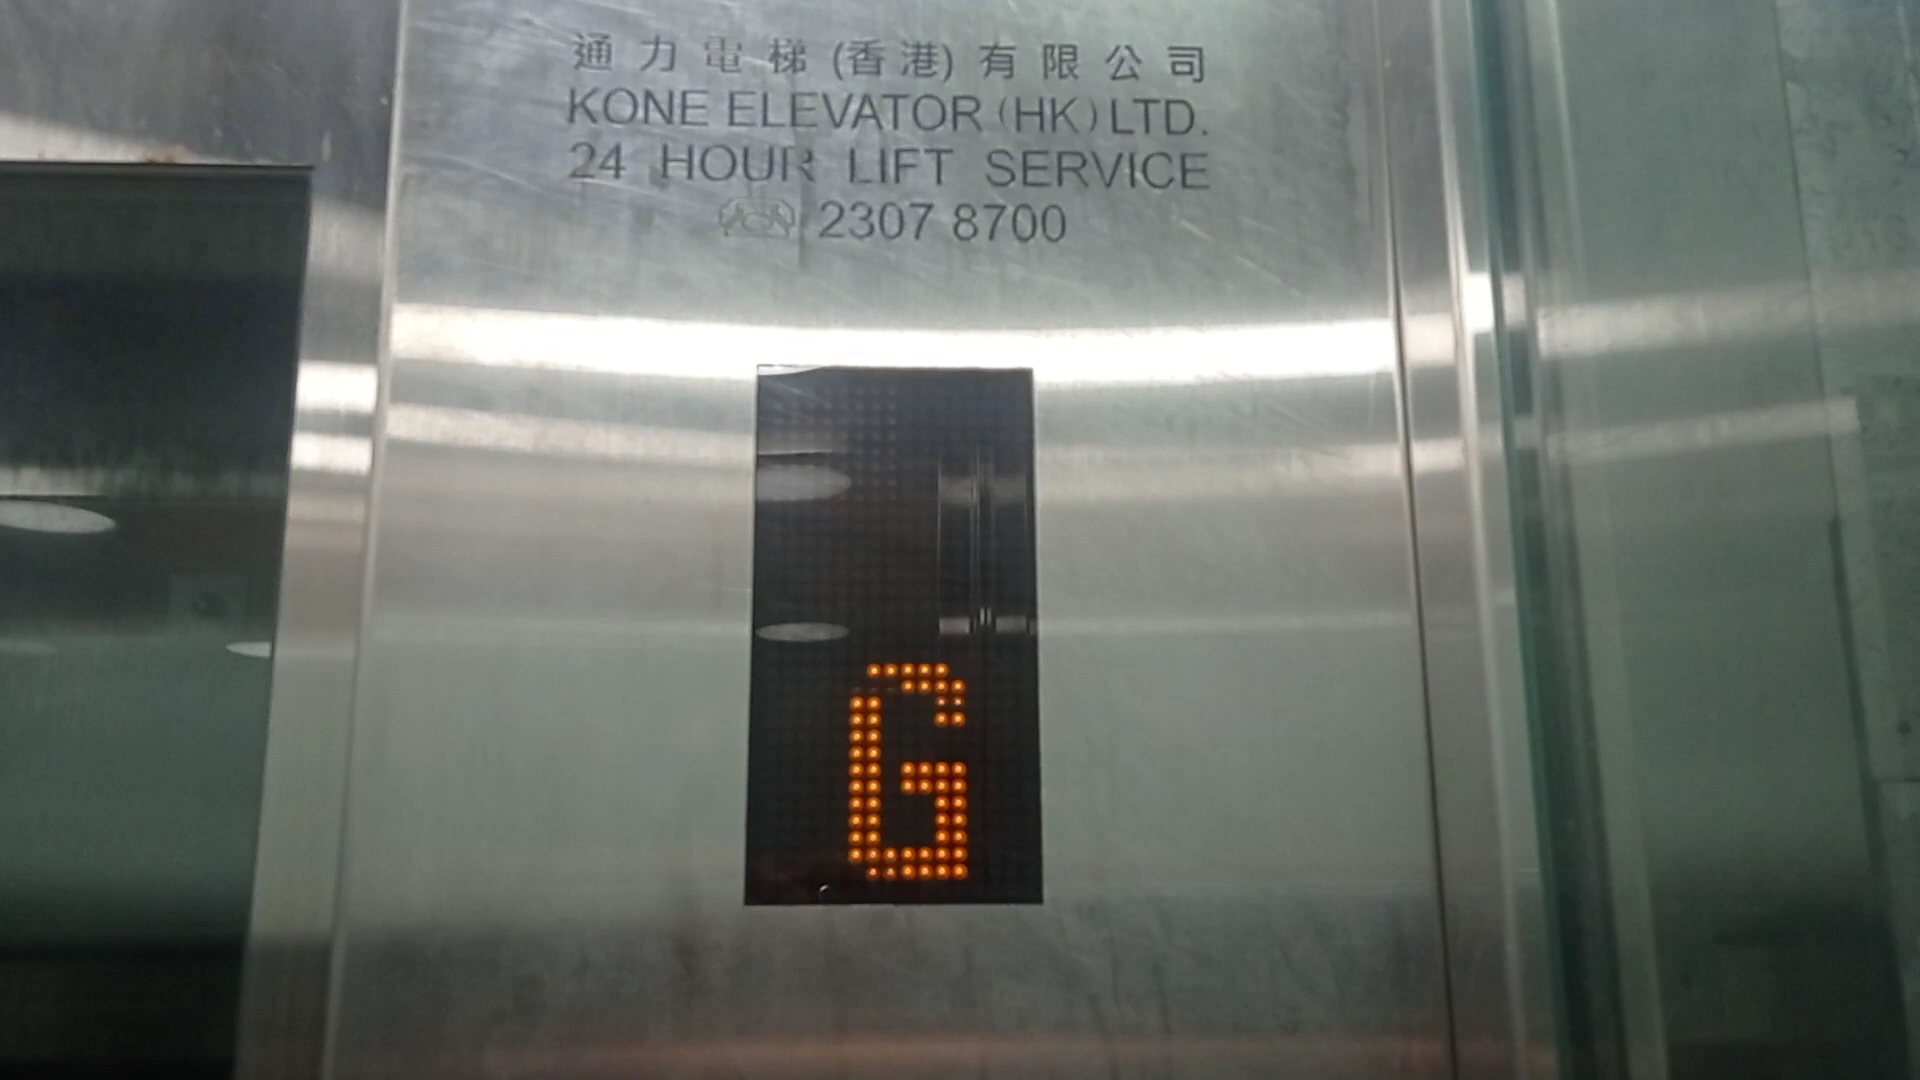 通力電梯(香港)有限公司
KONE ELEVATOR (HK) LTD.
24 HOUR LIFT SERVICE
2307 8700
G